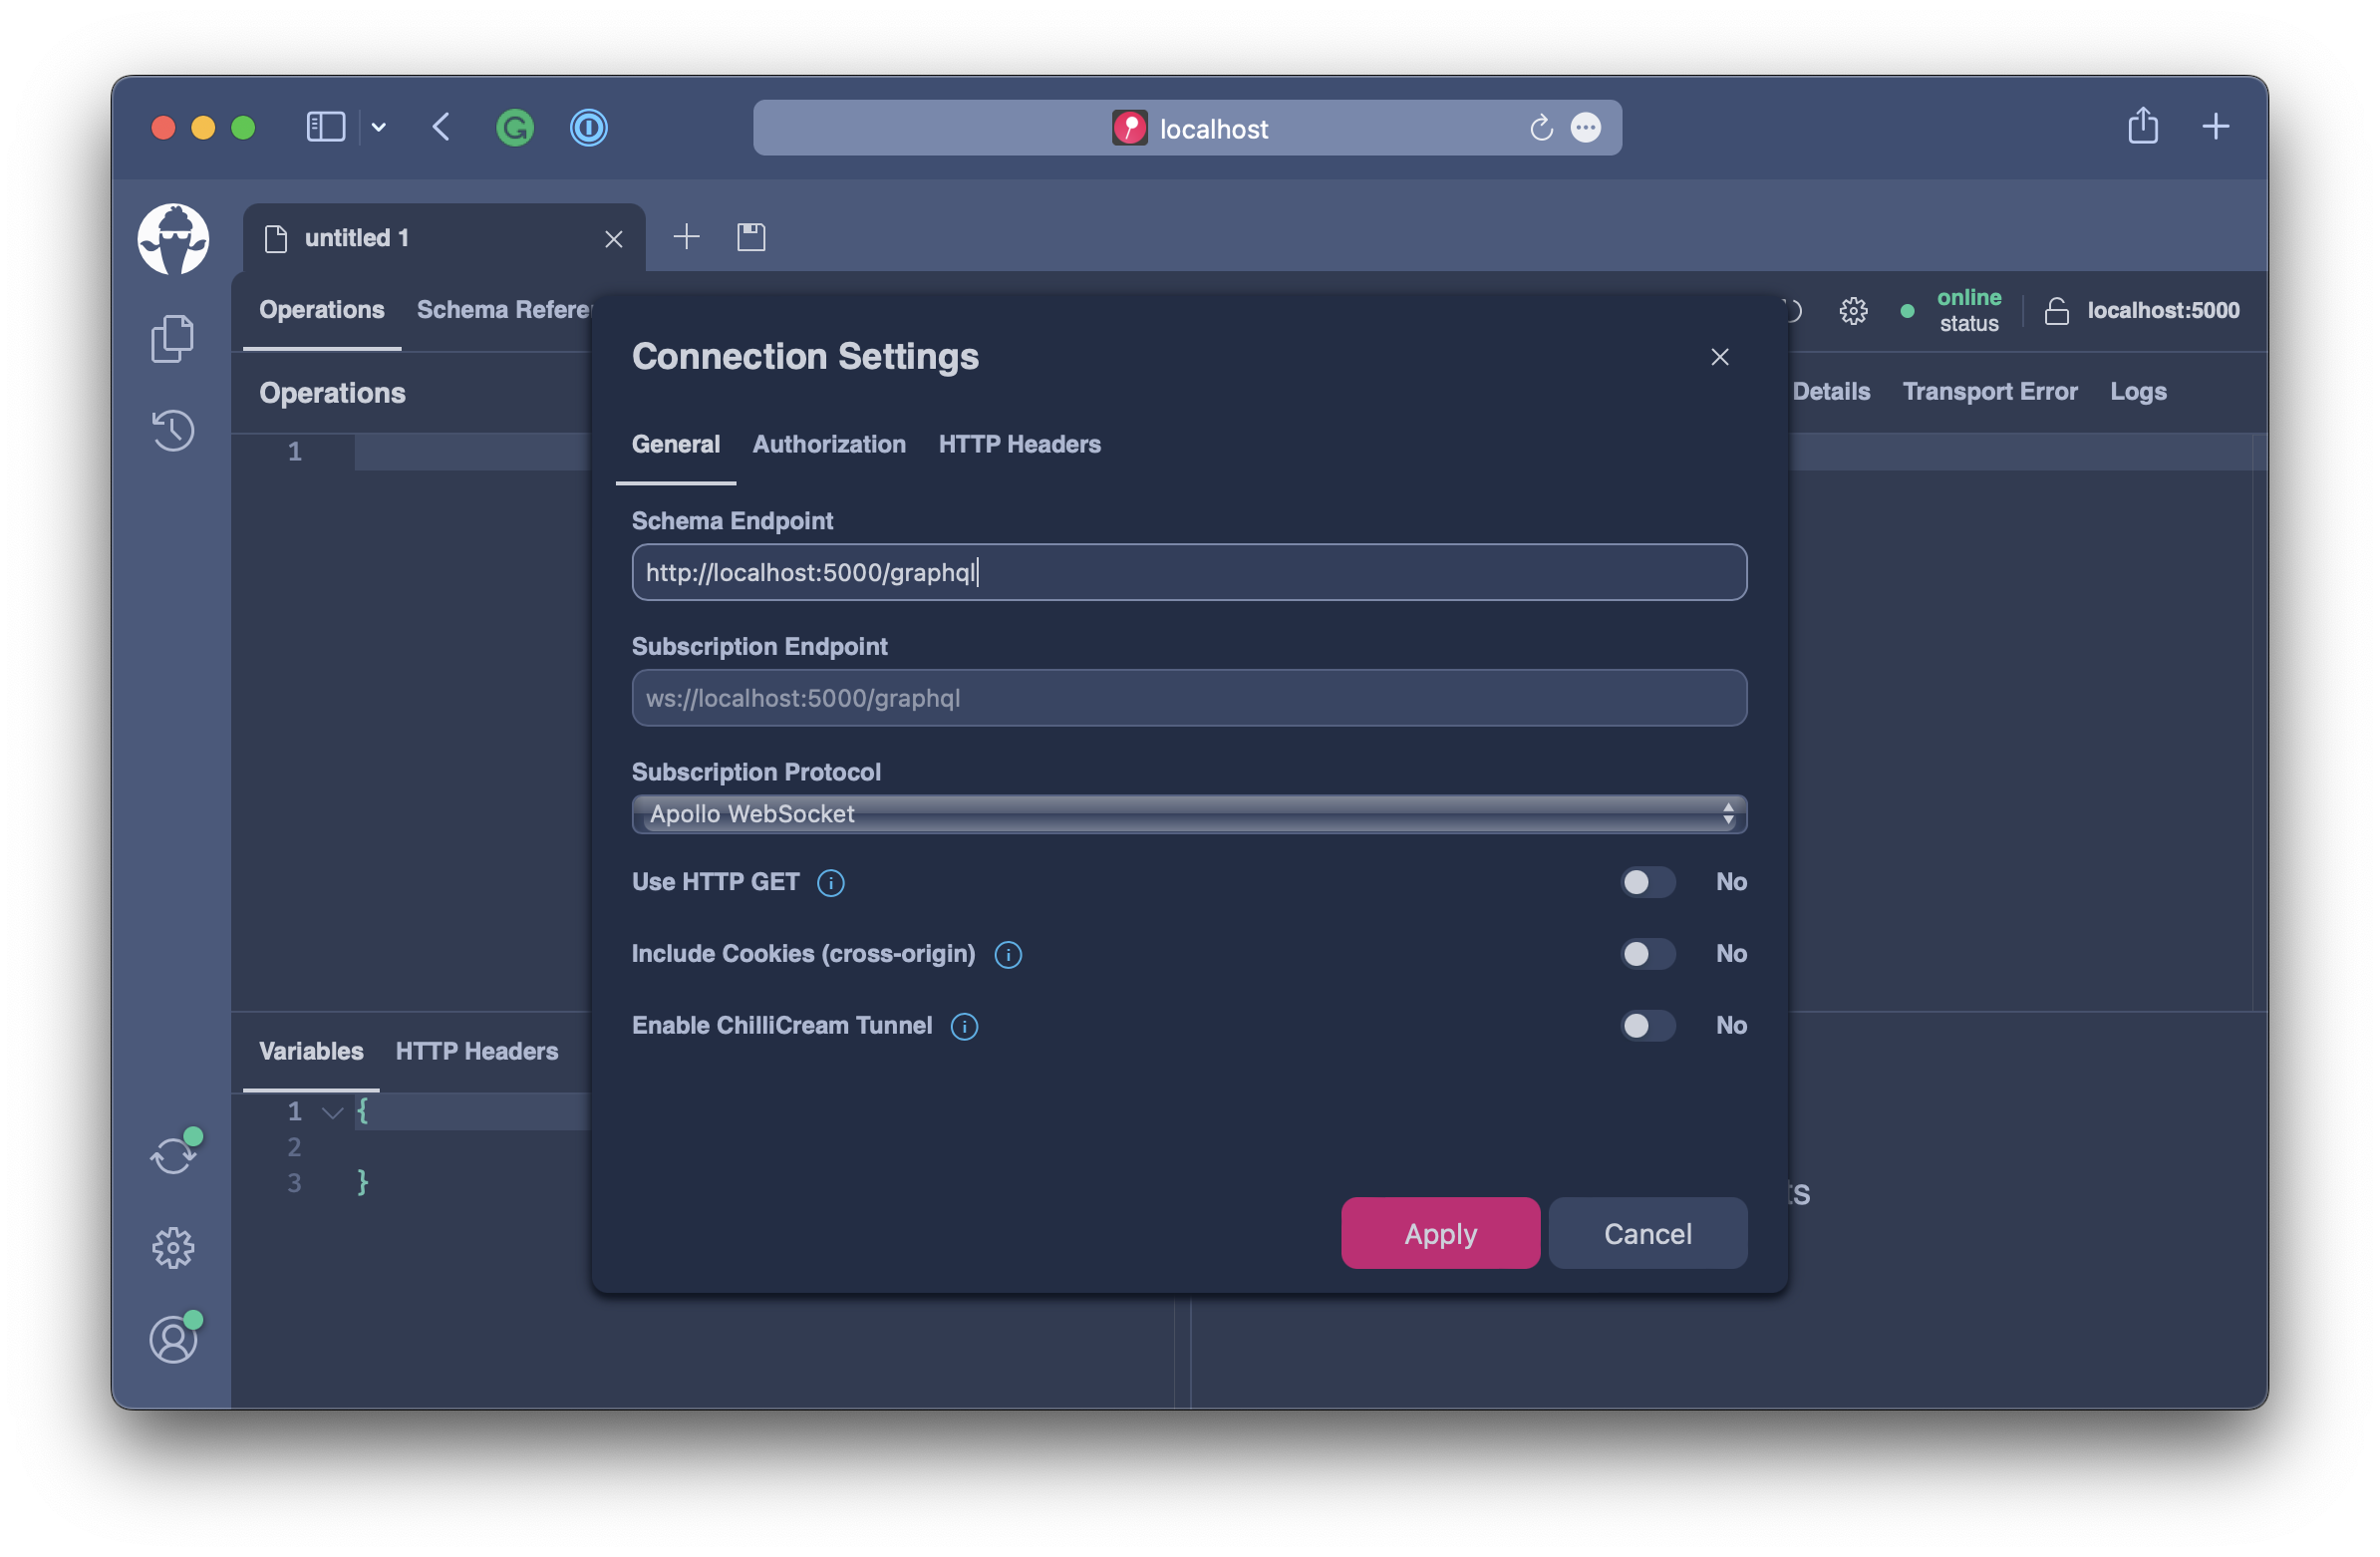 localhost
untitled 1
Operations
Schema Refere
online
status
localhost:5000
Operations
Details
Transport Error
Logs
1
Connection Settings
General
Authorization
HTTP Headers
Schema Endpoint
http://localhost:5000/graphql
Subscription Endpoint
ws://localhost:5000/graphql
Subscription Protocol
Apollo WebSocket
Use HTTP GET
No
Include Cookies (cross-origin)
No
Enable ChilliCream Tunnel
No
Apply
Cancel
Variables
HTTP Headers
1 {
2
3 }